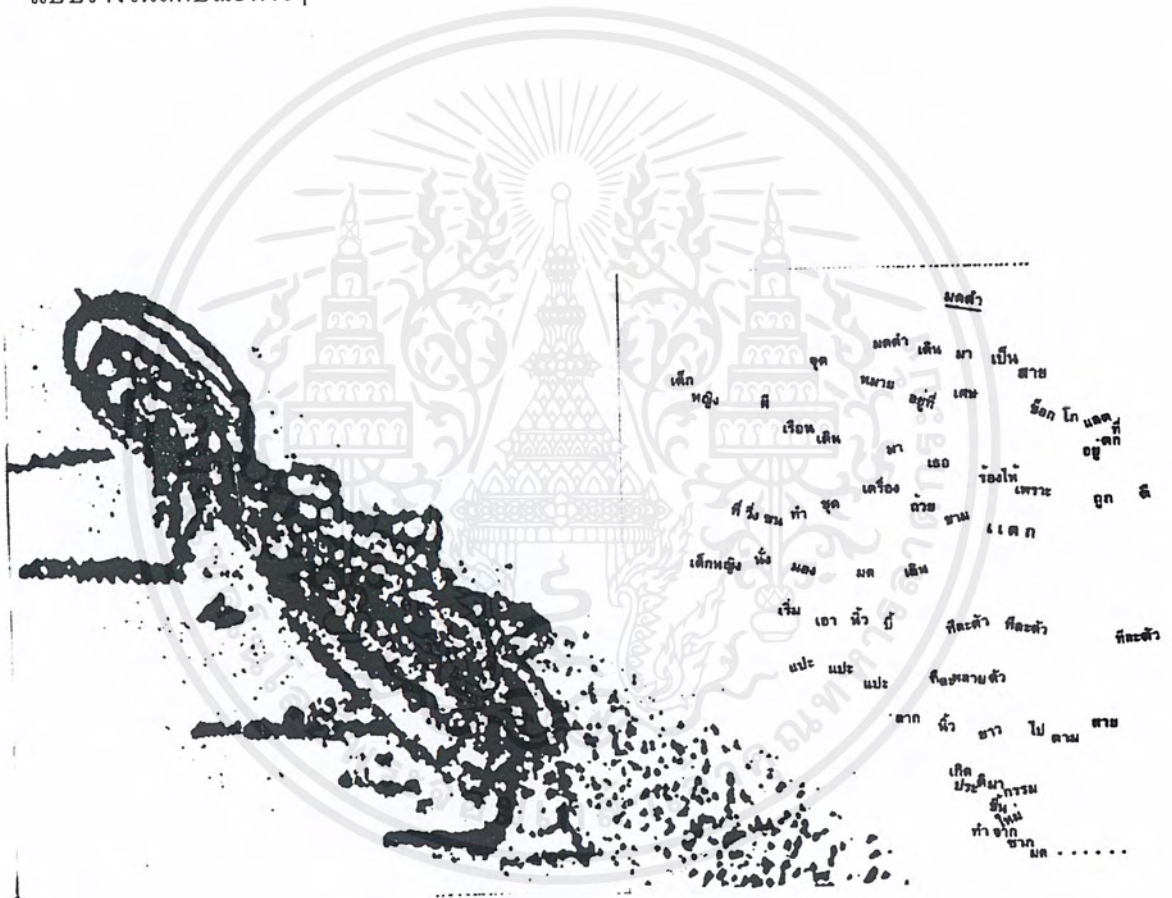 มดดำ
มดดำ เดิน มา เป็น สาย
จุด หมาย อยู่ที่ เศษ ช็อก โก แลต ที่ ตก อยู่
เด็ก หญิง ผี เรือน เดิน มา เธอ ร้องไห้ เพราะ ถูก ตี
ที่ วิ่ง ชน ทำ ชุด เครื่อง ถ้วย ชาม แตก
เด็กหญิง นั่ง มอง มด เดิน
เริ่ม เอา นิ้ว บี้ ทีละตัว ทีละตัว ทีละตัว
แปะ แปะ แปะ ทีละหลายตัว
ลาก นิ้ว ยาว ไป ตาม สาย
เกิด ประติมากรรม ชิ้น ใหม่
ทำ จาก ซาก มด ......